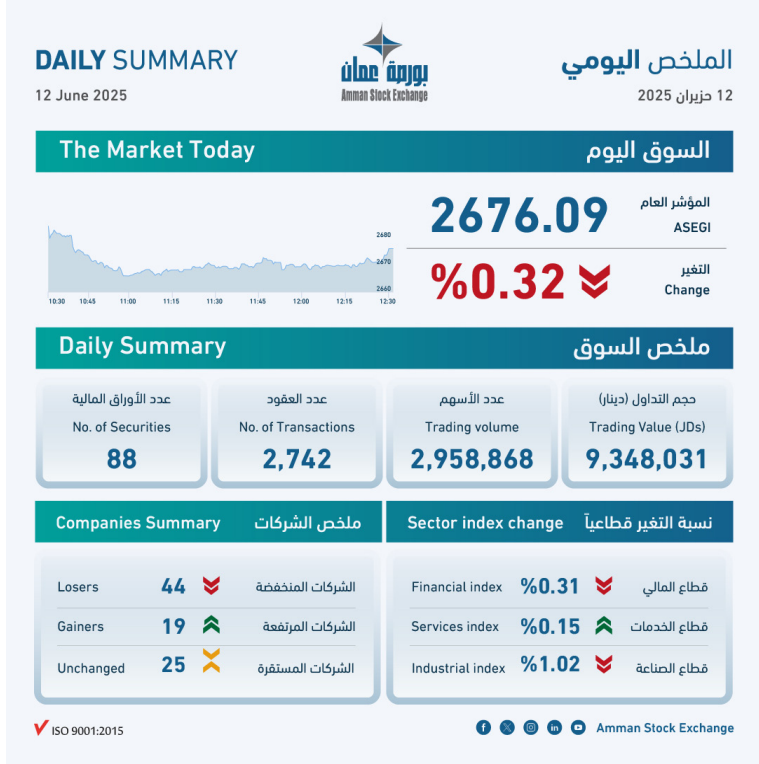 DAILY SUMMARY
12 June 2025
بورصة عمان
Amman Stock Exchange
الملخص اليومي
12 حزيران 2025
The Market Today
السوق اليوم
2680
2670
2660
10:30 10:45 11:00 11:15 11:30 11:45 12:00 12:15 12:30
2676.09
المؤشر العام
ASEGI
%0.32
التغير
Change
Daily Summary
ملخص السوق
عدد الأوراق المالية
No. of Securities
88
عدد العقود
No. of Transactions
2,742
عدد الأسهم
Trading volume
2,958,868
حجم التداول (دينار)
Trading Value (JDs)
9,348,031
Companies Summary ملخص الشركات
Losers 44 الشركات المنخفضة
Gainers 19 الشركات المرتفعة
Unchanged 25 الشركات المستقرة
Sector index change نسبة التغير قطاعياً
Financial index %0.31 قطاع المالي
Services index %0.15 قطاع الخدمات
Industrial index %1.02 قطاع الصناعة
ISO 9001:2015
Amman Stock Exchange